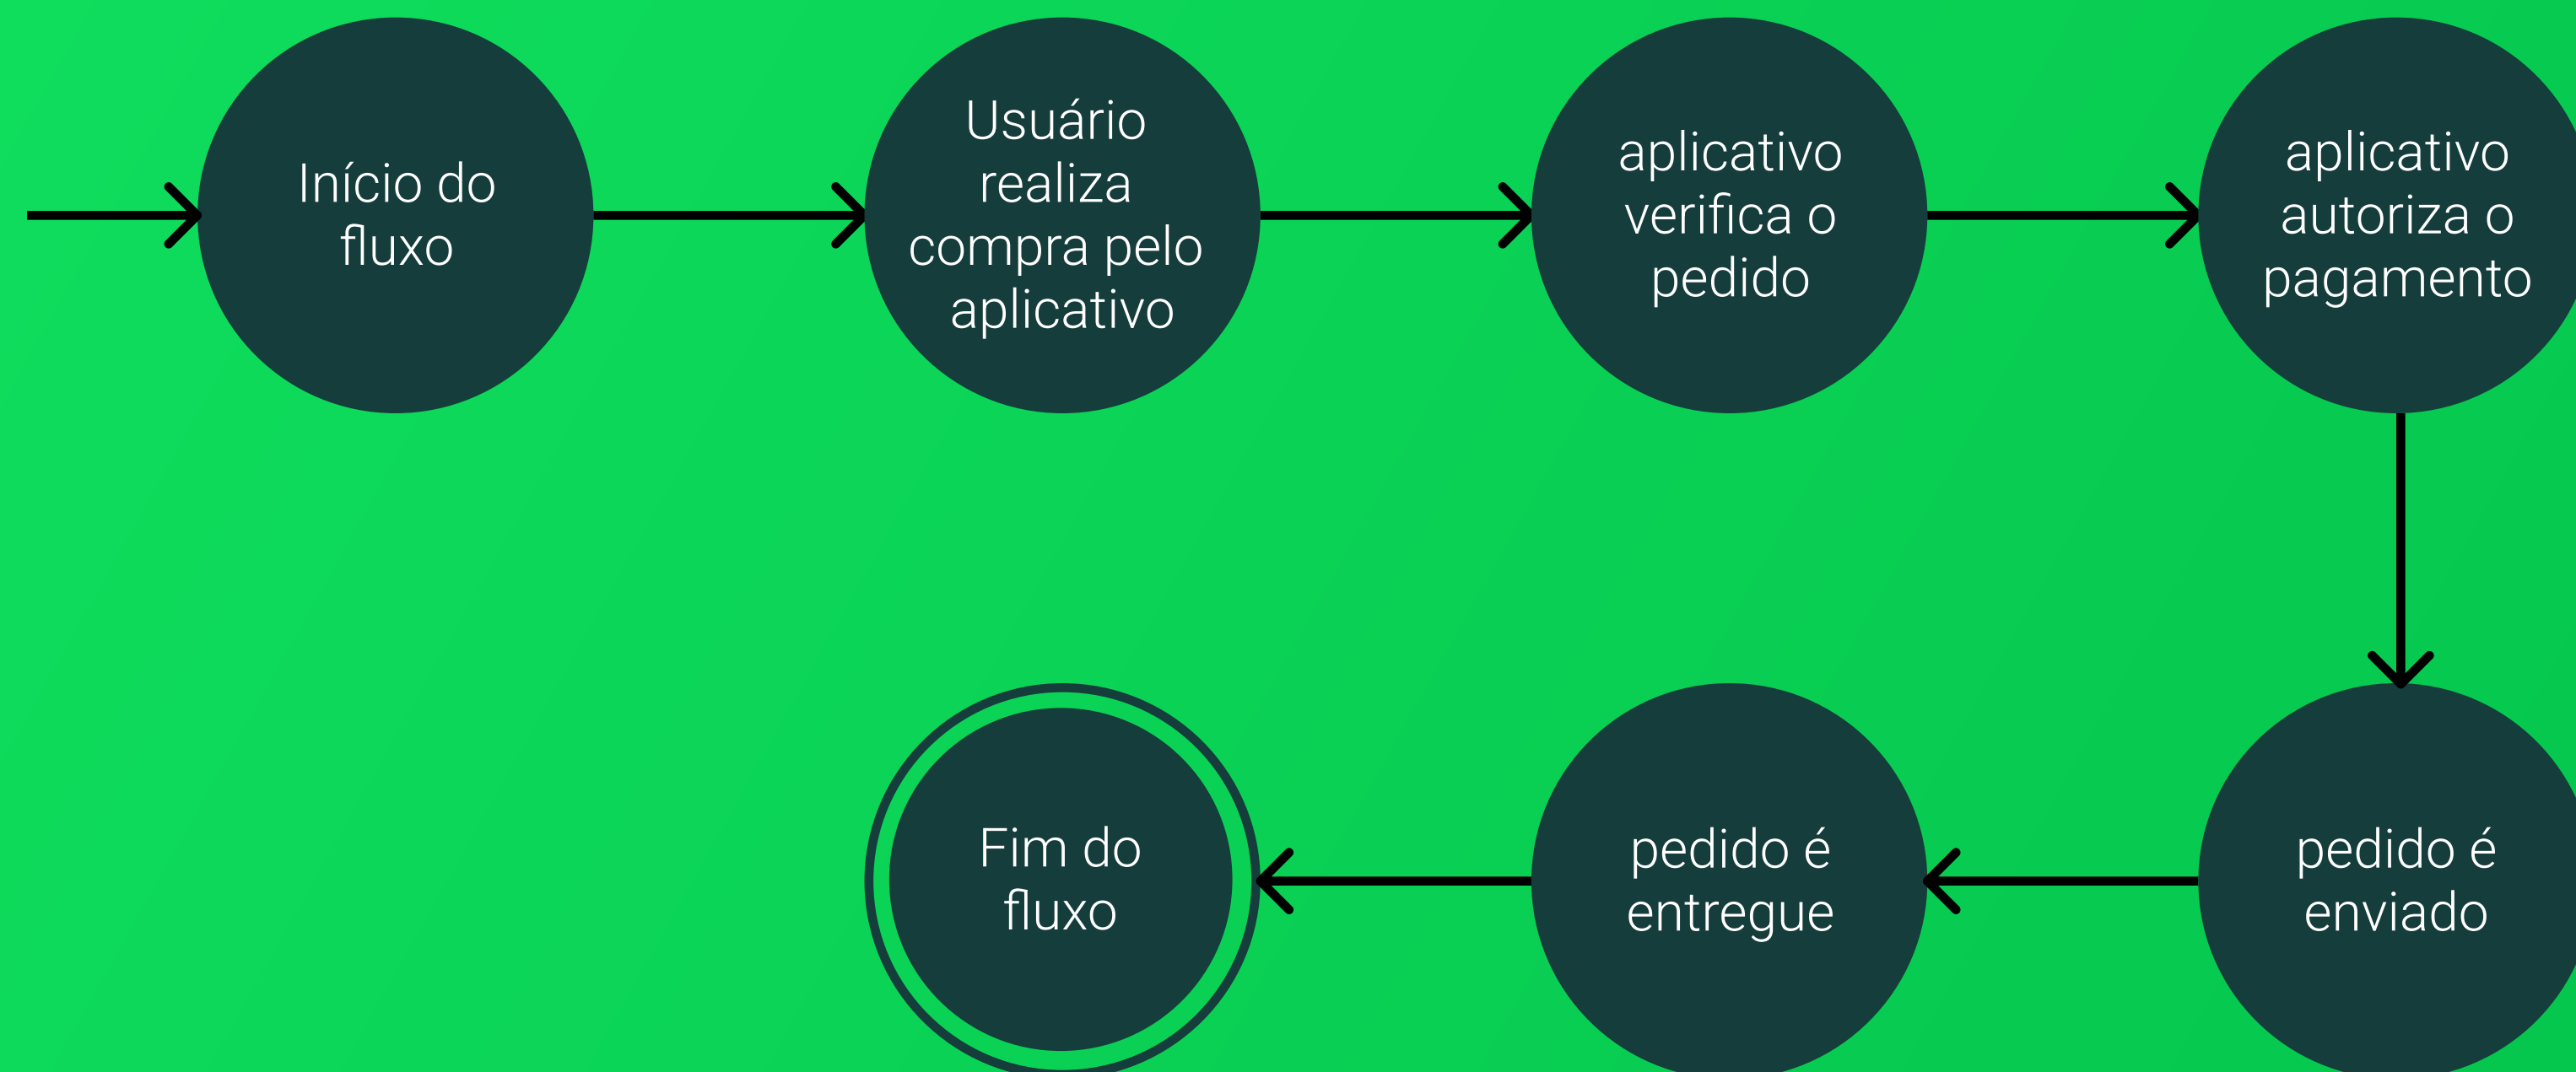 Início do
fluxo
Usuário
realiza
compra pelo
aplicativo
aplicativo
verifica o
pedido
aplicativo
autoriza o
pagamento
pedido é
enviado
pedido é
entregue
Fim do
fluxo